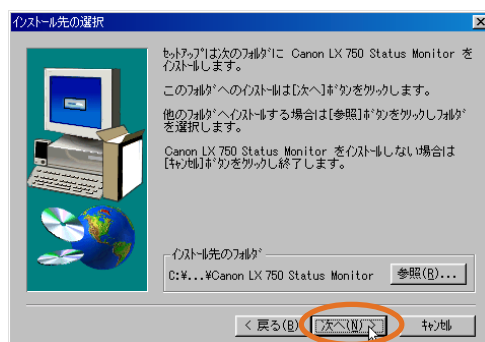 インストール先の選択
ｾｯﾄｱｯﾌﾟは次のﾌｫﾙﾀﾞに Canon LX 750 Status Monitor を
ｲﾝｽﾄｰﾙします。
このﾌｫﾙﾀﾞへのｲﾝｽﾄｰﾙは[次へ]ﾎﾞﾀﾝをｸﾘｯｸします。
他のﾌｫﾙﾀﾞへｲﾝｽﾄｰﾙする場合は[参照]ﾎﾞﾀﾝをｸﾘｯｸしﾌｫﾙﾀﾞ
を選択します。
Canon LX 750 Status Monitor をｲﾝｽﾄｰﾙしない場合は
[ｷｬﾝｾﾙ]ﾎﾞﾀﾝをｸﾘｯｸし終了します。
ｲﾝｽﾄｰﾙ先のﾌｫﾙﾀﾞ
C:¥...¥Canon LX 750 Status Monitor
参照(R)...
< 戻る(B)
次へ(N) >
ｷｬﾝｾﾙ